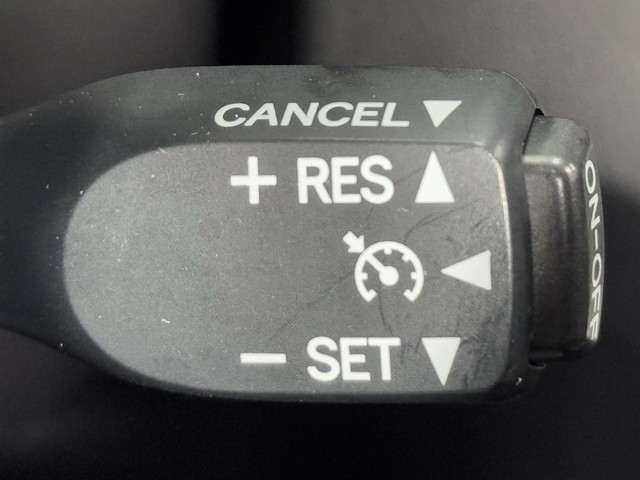 CANCEL ▼
+ RES ▲
◀
− SET ▼
ON-OFF